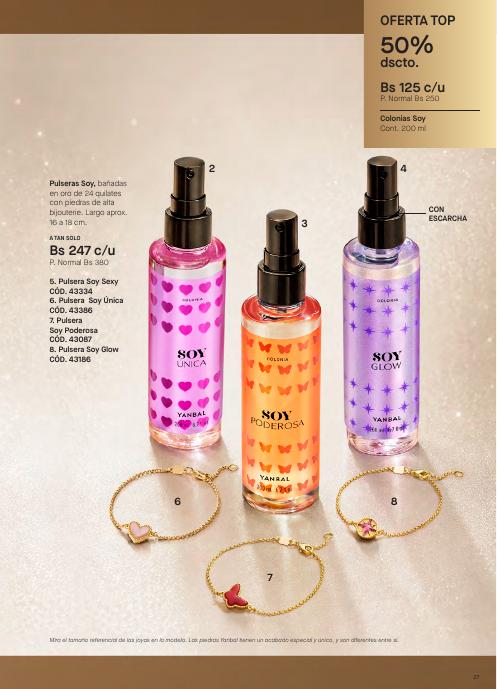 OFERTA TOP
50%
dscto.
Bs 125 c/u
P. Normal Bs 250
Colonias Soy
Cont. 200 ml
2
4
CON
ESCARCHA
3
Pulseras Soy, bañadas
en oro de 24 quilates
con piedras de alta
bijouterie. Largo aprox.
16 a 18 cm.
A TAN SOLO
Bs 247 c/u
P. Normal Bs 380
5. Pulsera Soy Sexy
CÓD. 43334
6. Pulsera Soy Única
CÓD. 43386
7. Pulsera
Soy Poderosa
CÓD. 43087
8. Pulsera Soy Glow
CÓD. 43186
COLONIA
SOY
ÚNICA
YANBAL
COLONIA
SOY
PODEROSA
YANBAL
COLONIA
SOY
GLOW
YANBAL
6
7
8
Mira el tamaño referencial de las joyas en la modelo. Las piedras Yanbal tienen un acabado especial y único, y son diferentes entre sí.
27